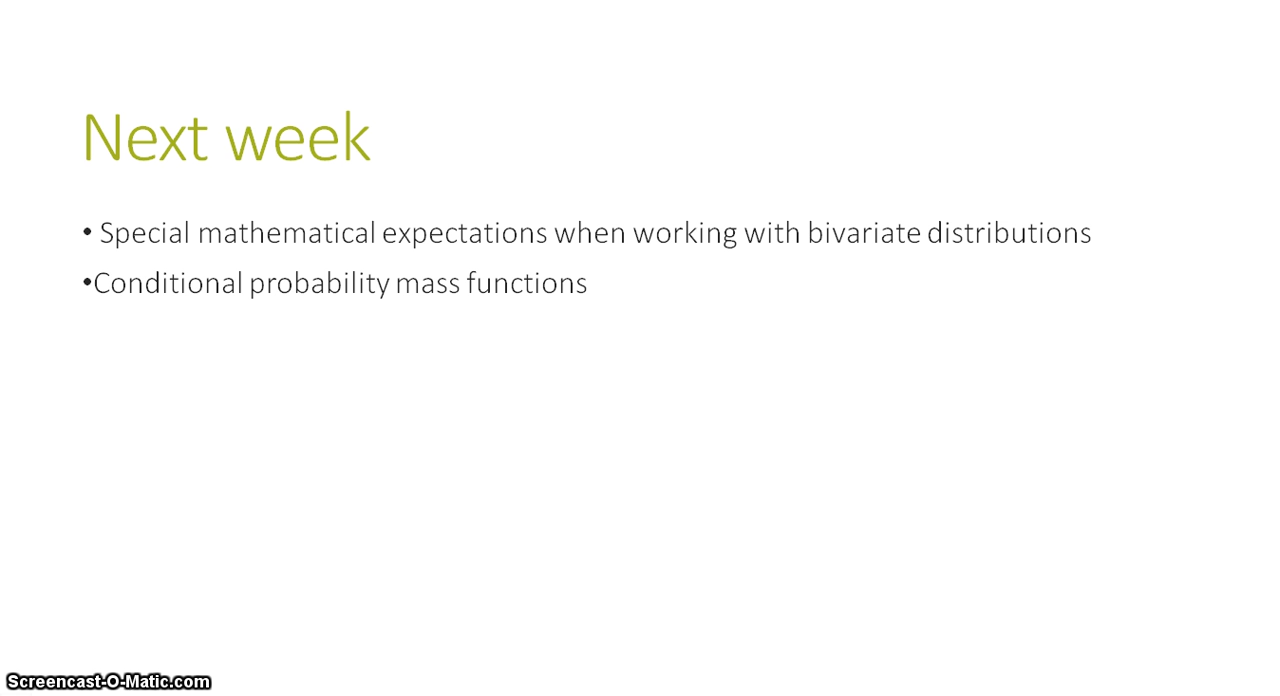 Next week
• Special mathematical expectations when working with bivariate distributions
•Conditional probability mass functions
Screencast-O-Matic.com